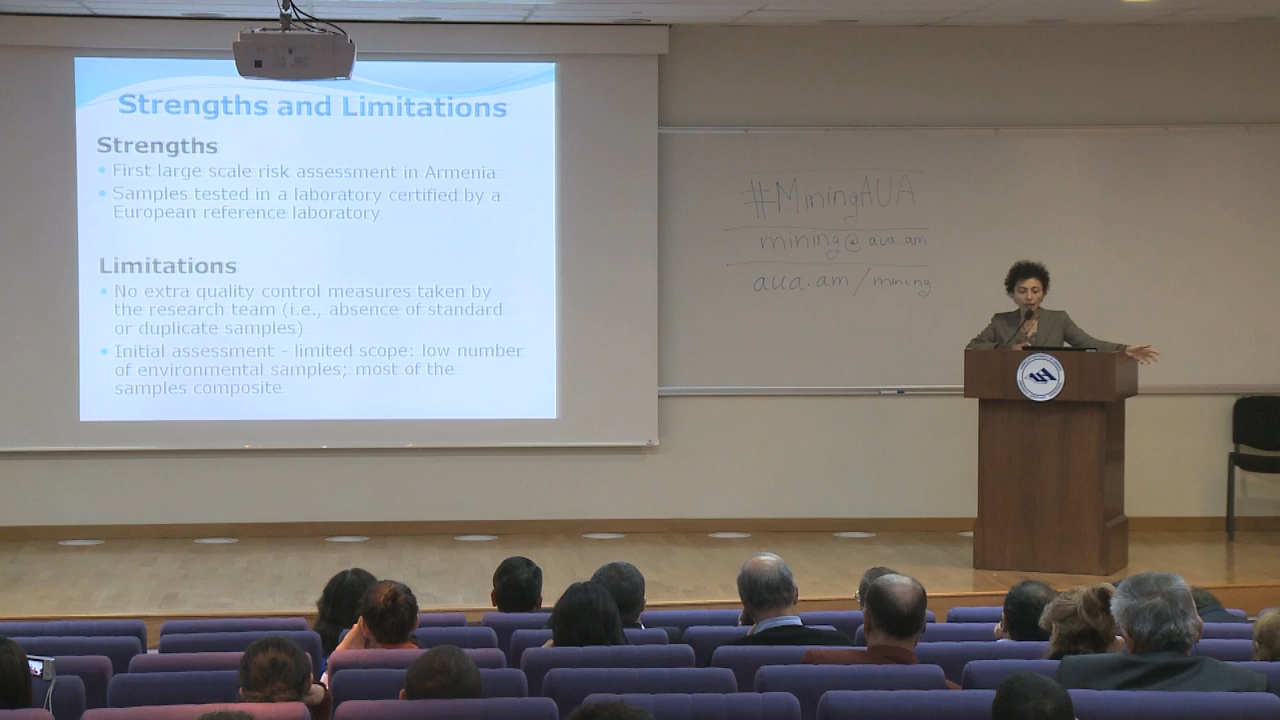 Strengths and Limitations
Strengths
• First large scale risk assessment in Armenia
• Samples tested in a laboratory certified by a
European reference laboratory
Limitations
• No extra quality control measures taken by
the research team (i.e., absence of standard
or duplicate samples)
• Initial assessment - limited scope: low number
of environmental samples; most of the
samples composite
#MiningAUA
mining@aua.am
aua.am/mining